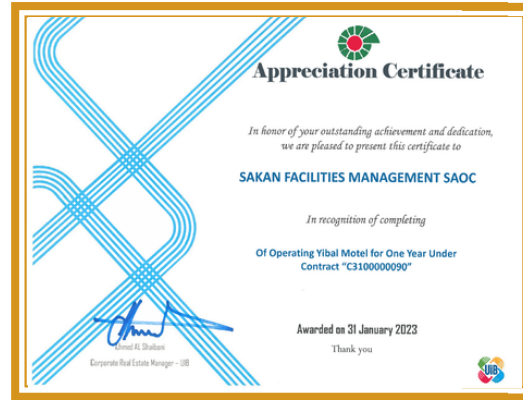 Appreciation Certificate
In honor of your outstanding achievement and dedication,
we are pleased to present this certificate to
SAKAN FACILITIES MANAGEMENT SAOC
In recognition of completing
Of Operating Yibal Motel for One Year Under
Contract “C3100000090”
Awarded on 31 January 2023
Thank you
Ahmed AL Shaibani
Corporate Real Estate Manager – UIB
UIB